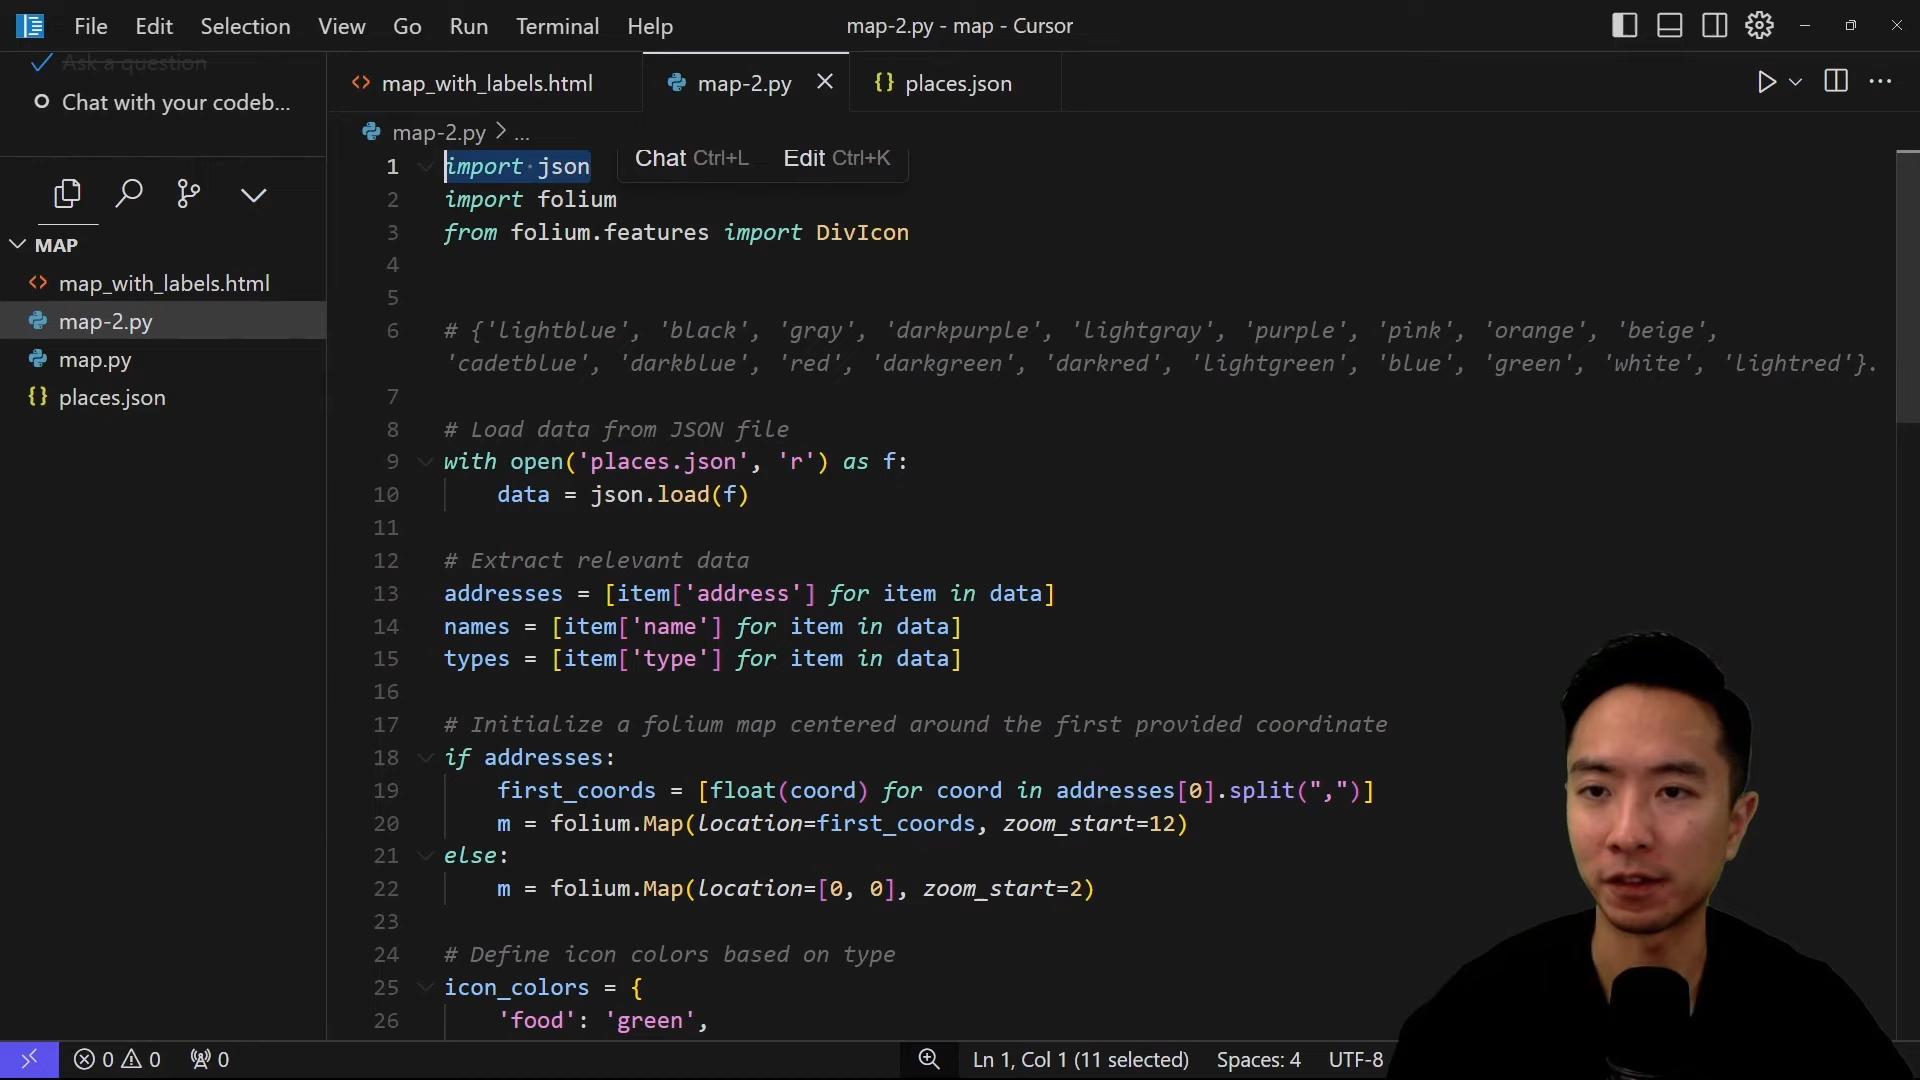 File Edit Selection View Go Run Terminal Help
map-2.py - map - Cursor
Ask a question
Chat with your codeb...
map_with_labels.html
map-2.py
places.json
map-2.py > ...
MAP
map_with_labels.html
map-2.py
map.py
places.json
Chat Ctrl+L Edit Ctrl+K
1 import json
2 import folium
3 from folium.features import DivIcon
4
5
6 # {'lightblue', 'black', 'gray', 'darkpurple', 'lightgray', 'purple', 'pink', 'orange', 'beige',
'cadetblue', 'darkblue', 'red', 'darkgreen', 'darkred', 'lightgreen', 'blue', 'green', 'white', 'lightred'}.
7
8 # Load data from JSON file
9 with open('places.json', 'r') as f:
10 data = json.load(f)
11
12 # Extract relevant data
13 addresses = [item['address'] for item in data]
14 names = [item['name'] for item in data]
15 types = [item['type'] for item in data]
16
17 # Initialize a folium map centered around the first provided coordinate
18 if addresses:
19 first_coords = [float(coord) for coord in addresses[0].split(",")]
20 m = folium.Map(location=first_coords, zoom_start=12)
21 else:
22 m = folium.Map(location=[0, 0], zoom_start=2)
23
24 # Define icon colors based on type
25 icon_colors = {
26 'food': 'green',
0 0 0
Ln 1, Col 1 (11 selected) Spaces: 4 UTF-8